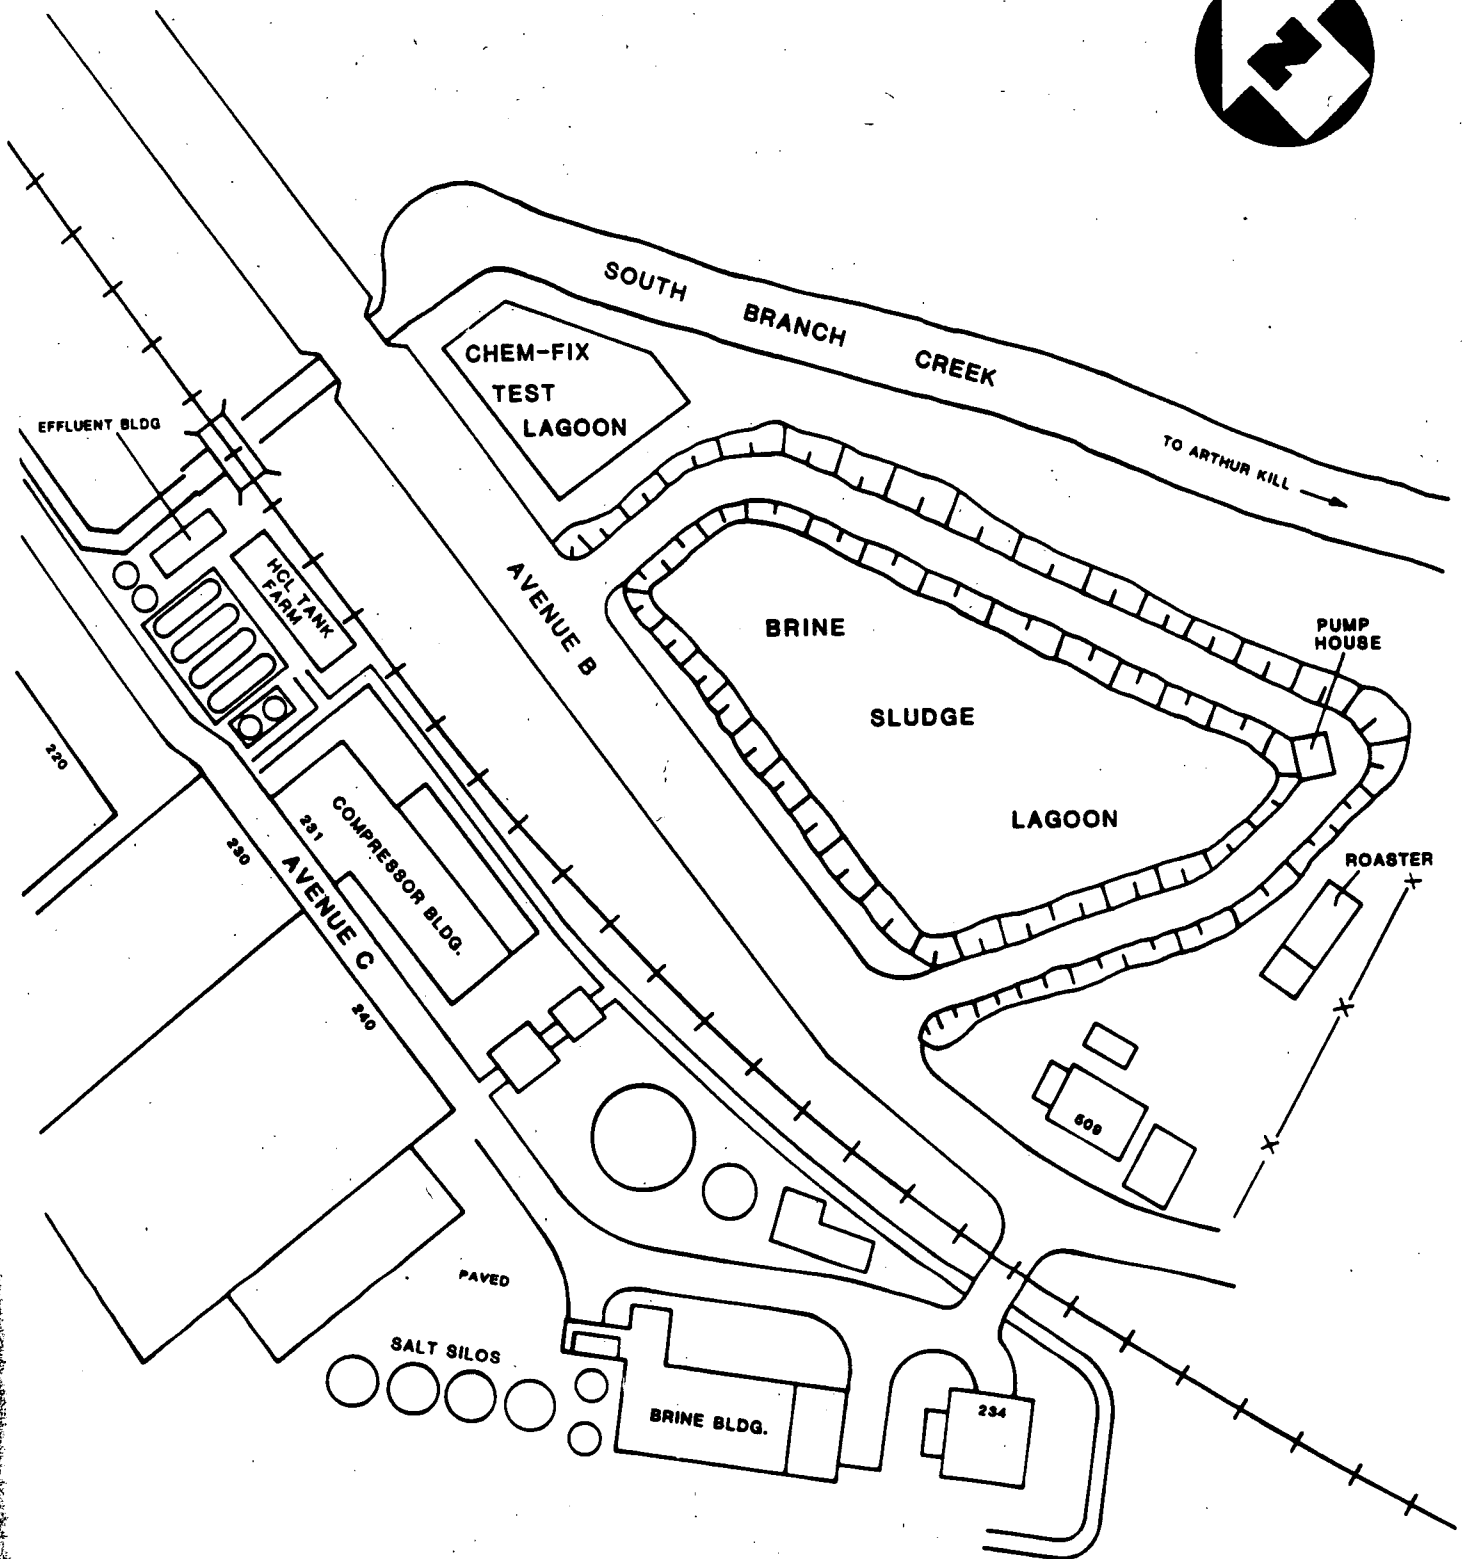 N
SOUTH BRANCH CREEK
CHEM-FIX
TEST
LAGOON
TO ARTHUR KILL
EFFLUENT BLDG
HCL TANK
FARM
AVENUE B
BRINE
SLUDGE
LAGOON
PUMP
HOUSE
ROASTER
220
230
231
COMPRESSOR BLDG.
AVENUE C
240
509
PAVED
SALT SILOS
BRINE BLDG.
234